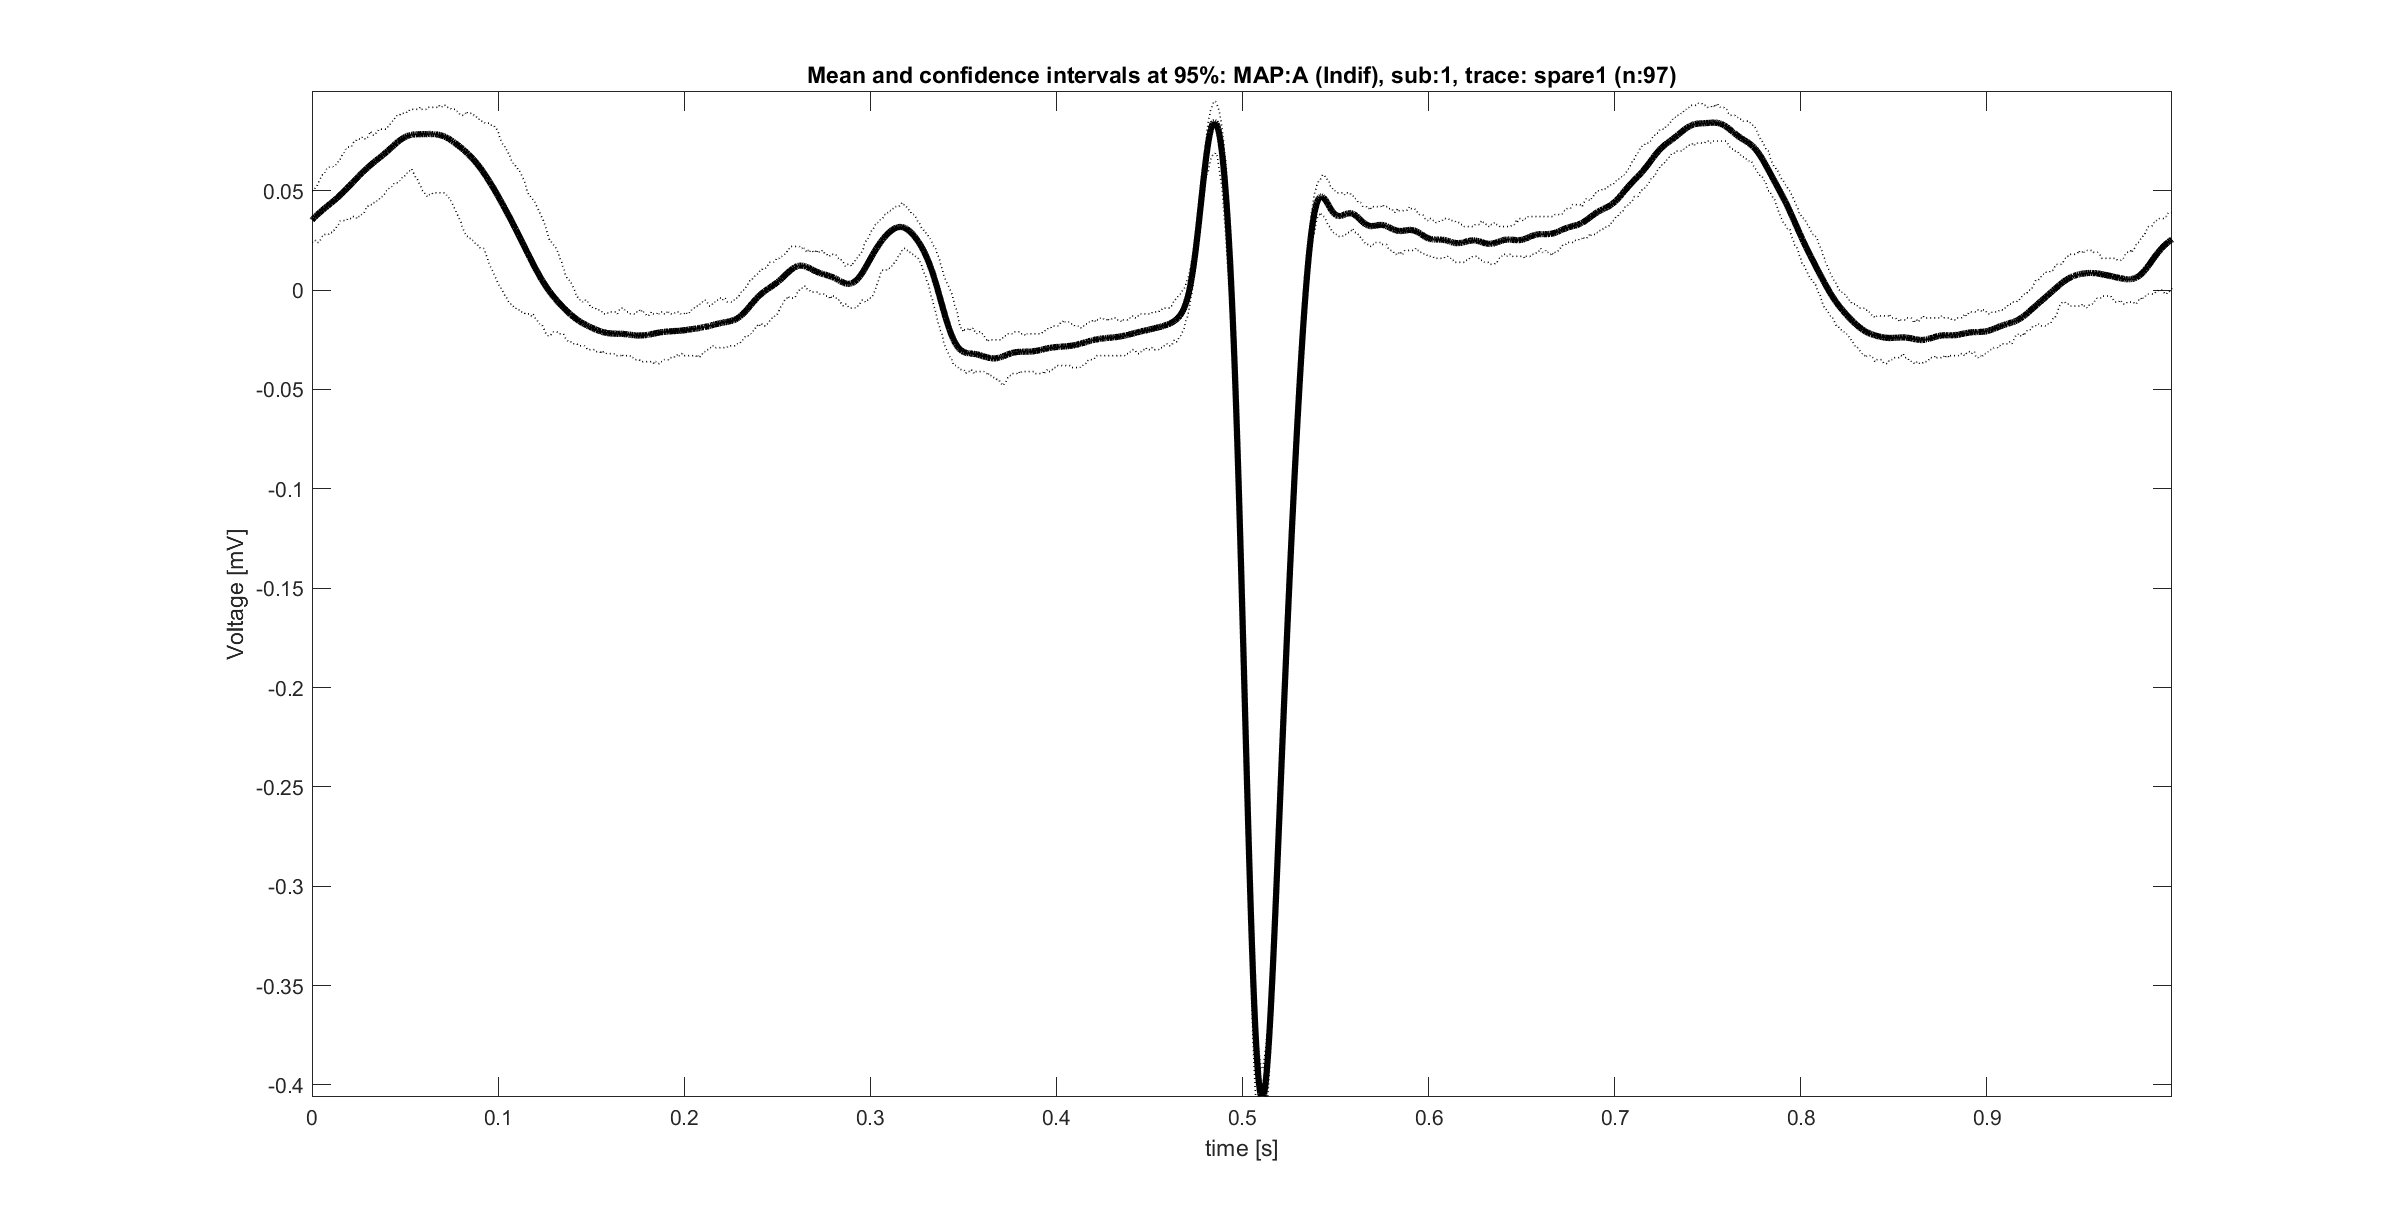 Mean and confidence intervals at 95%: MAP:A (Indif), sub:1, trace: spare1 (n:97)
0.05
0
-0.05
-0.1
-0.15
-0.2
-0.25
-0.3
-0.35
-0.4
Voltage [mV]
0 0.1 0.2 0.3 0.4 0.5 0.6 0.7 0.8 0.9
time [s]